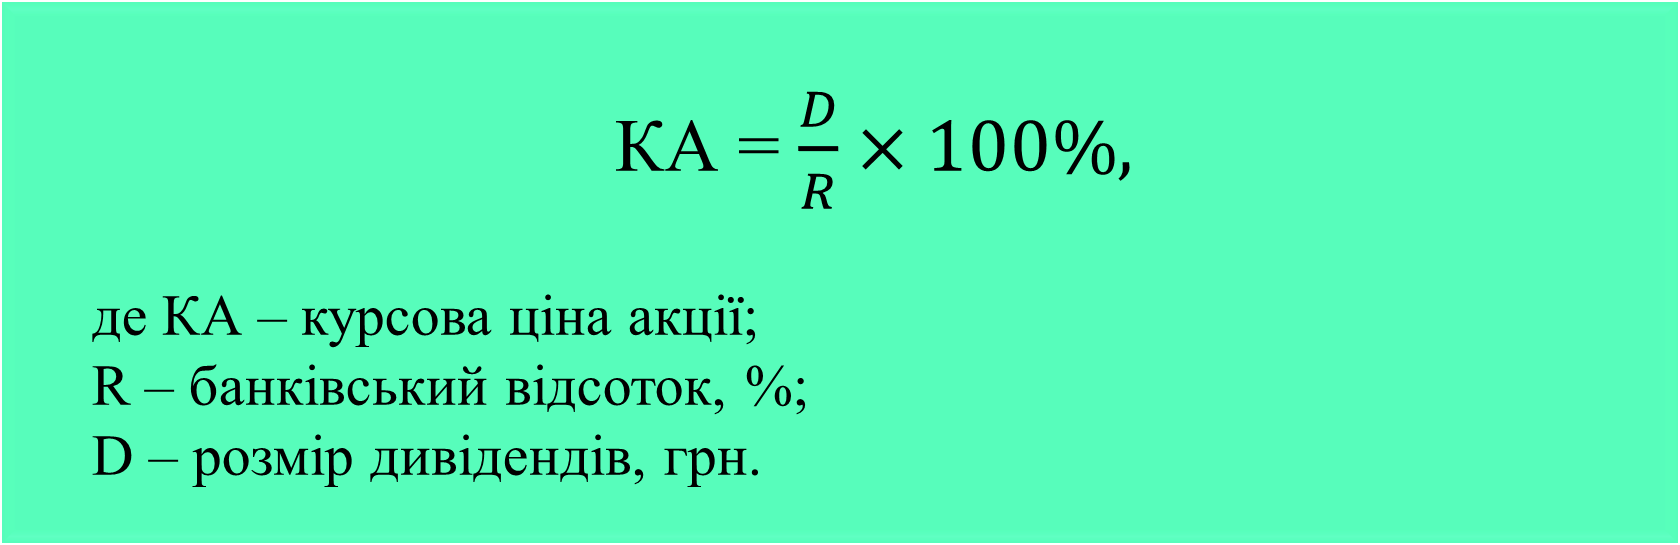 КА = D/R × 100%,
де КА – курсова ціна акції;
R – банківський відсоток, %;
D – розмір дивідендів, грн.